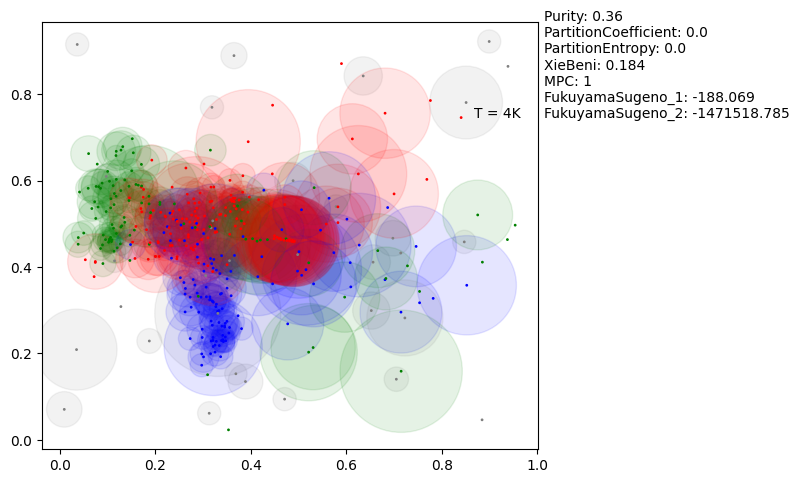 Purity: 0.36
PartitionCoefficient: 0.0
PartitionEntropy: 0.0
XieBeni: 0.184
MPC: 1
FukuyamaSugeno_1: -188.069
FukuyamaSugeno_2: -1471518.785
T = 4K
0.8
0.6
0.4
0.2
0.0
0.0 0.2 0.4 0.6 0.8 1.0